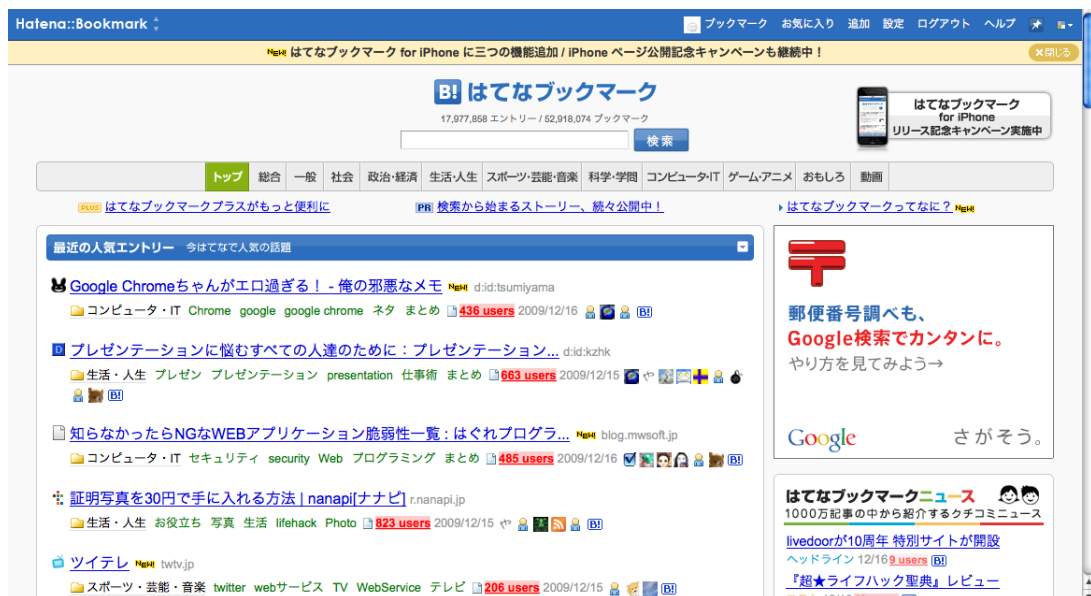 Hatena::Bookmark
ブックマーク お気に入り 追加 設定 ログアウト ヘルプ
NEW! はてなブックマーク for iPhone に三つの機能追加 / iPhone ページ公開記念キャンペーンも継続中！
×閉じる
B! はてなブックマーク
17,977,858 エントリー / 52,918,074 ブックマーク
検索
はてなブックマーク
for iPhone
リリース記念キャンペーン実施中
トップ 総合 一般 社会 政治・経済 生活・人生 スポーツ・芸能・音楽 科学・学問 コンピュータ・IT ゲーム・アニメ おもしろ 動画
PLUS はてなブックマークプラスがもっと便利に
PR 検索から始まるストーリー、続々公開中！
はてなブックマークってなに？ NEW!
最近の人気エントリー 今はてなで人気の話題
Google Chromeちゃんがエロ過ぎる！ - 俺の邪悪なメモ NEW! d:id:tsumiyama
コンピュータ・IT Chrome google google chrome ネタ まとめ 436 users 2009/12/16 B!
D プレゼンテーションに悩むすべての人達のために：プレゼンテーション... d:id:kzhk
生活・人生 プレゼン プレゼンテーション presentation 仕事術 まとめ 663 users 2009/12/15
B!
知らなかったらNGなWEBアプリケーション脆弱性一覧 : はぐれプログラ... NEW! blog.mwsoft.jp
コンピュータ・IT セキュリティ security Web プログラミング まとめ 485 users 2009/12/16 B!
証明写真を30円で手に入れる方法 | nanapi[ナナピ] r.nanapi.jp
生活・人生 お役立ち 写真 生活 lifehack Photo 823 users 2009/12/15 B!
ツイテレ NEW! twtv.jp
スポーツ・芸能・音楽 twitter webサービス TV WebService テレビ 206 users 2009/12/15 B!
〒
郵便番号調べも、
Google検索でカンタンに。
やり方を見てみよう→
Google さがそう。
はてなブックマークニュース
1000万記事の中から紹介するクチコミニュース
livedoorが10周年 特別サイトが開設
ヘッドライン 12/16 9 users B!
『超★ライフハック聖典』レビュー